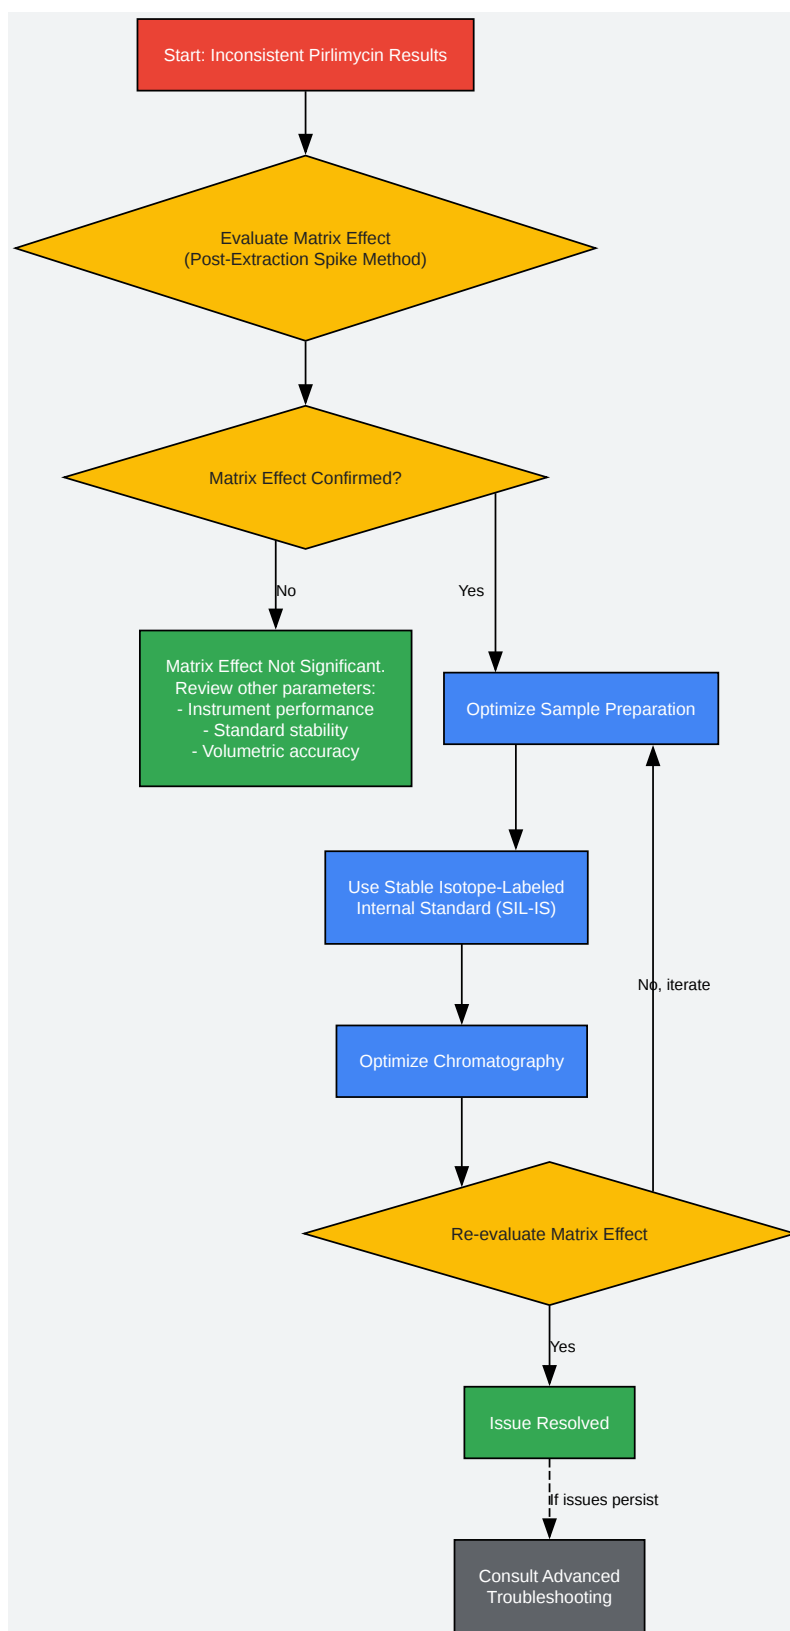 Start: Inconsistent Pirlimycin Results
Evaluate Matrix Effect
(Post-Extraction Spike Method)
Matrix Effect Confirmed?
No
Yes
Matrix Effect Not Significant.
Review other parameters:
- Instrument performance
- Standard stability
- Volumetric accuracy
Optimize Sample Preparation
Use Stable Isotope-Labeled
Internal Standard (SIL-IS)
No, iterate
Optimize Chromatography
Re-evaluate Matrix Effect
Yes
Issue Resolved
If issues persist
Consult Advanced
Troubleshooting